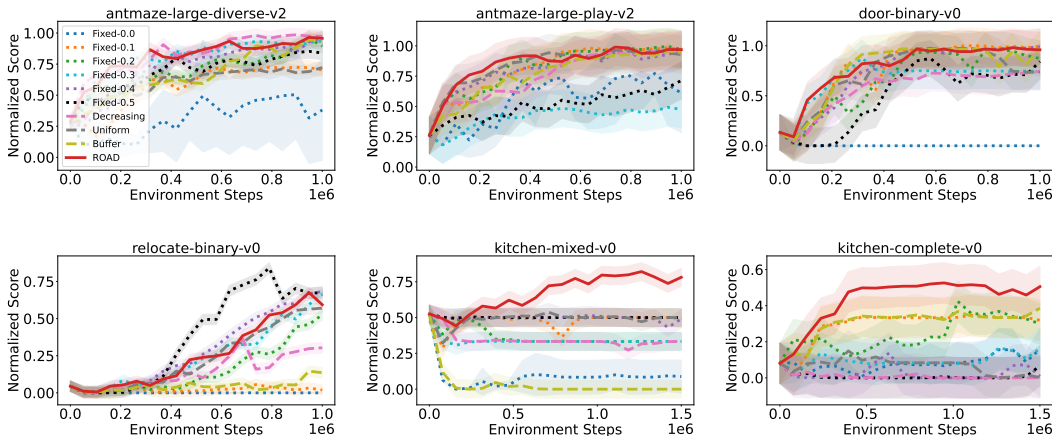 antmaze-large-diverse-v2
Normalized Score
1.00
0.75
0.50
0.25
0.00
Fixed-0.0
Fixed-0.1
Fixed-0.2
Fixed-0.3
Fixed-0.4
Fixed-0.5
Decreasing
Uniform
Buffer
ROAD
0.0 0.2 0.4 0.6 0.8 1.0
Environment Steps 1e6
antmaze-large-play-v2
Normalized Score
1.00
0.75
0.50
0.25
0.00
0.0 0.2 0.4 0.6 0.8 1.0
Environment Steps 1e6
door-binary-v0
Normalized Score
1.0
0.5
0.0
0.0 0.2 0.4 0.6 0.8 1.0
Environment Steps 1e6
relocate-binary-v0
Normalized Score
0.75
0.50
0.25
0.00
0.0 0.2 0.4 0.6 0.8 1.0
Environment Steps 1e6
kitchen-mixed-v0
Normalized Score
0.75
0.50
0.25
0.00
0.0 0.5 1.0 1.5
Environment Steps 1e6
kitchen-complete-v0
Normalized Score
0.6
0.4
0.2
0.0
0.0 0.5 1.0 1.5
Environment Steps 1e6